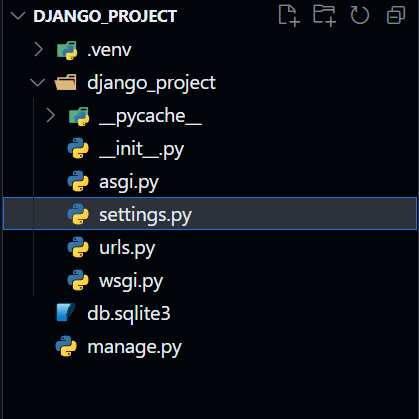 DJANGO_PROJECT
.venv
django_project
__pycache__
__init__.py
asgi.py
settings.py
urls.py
wsgi.py
db.sqlite3
manage.py